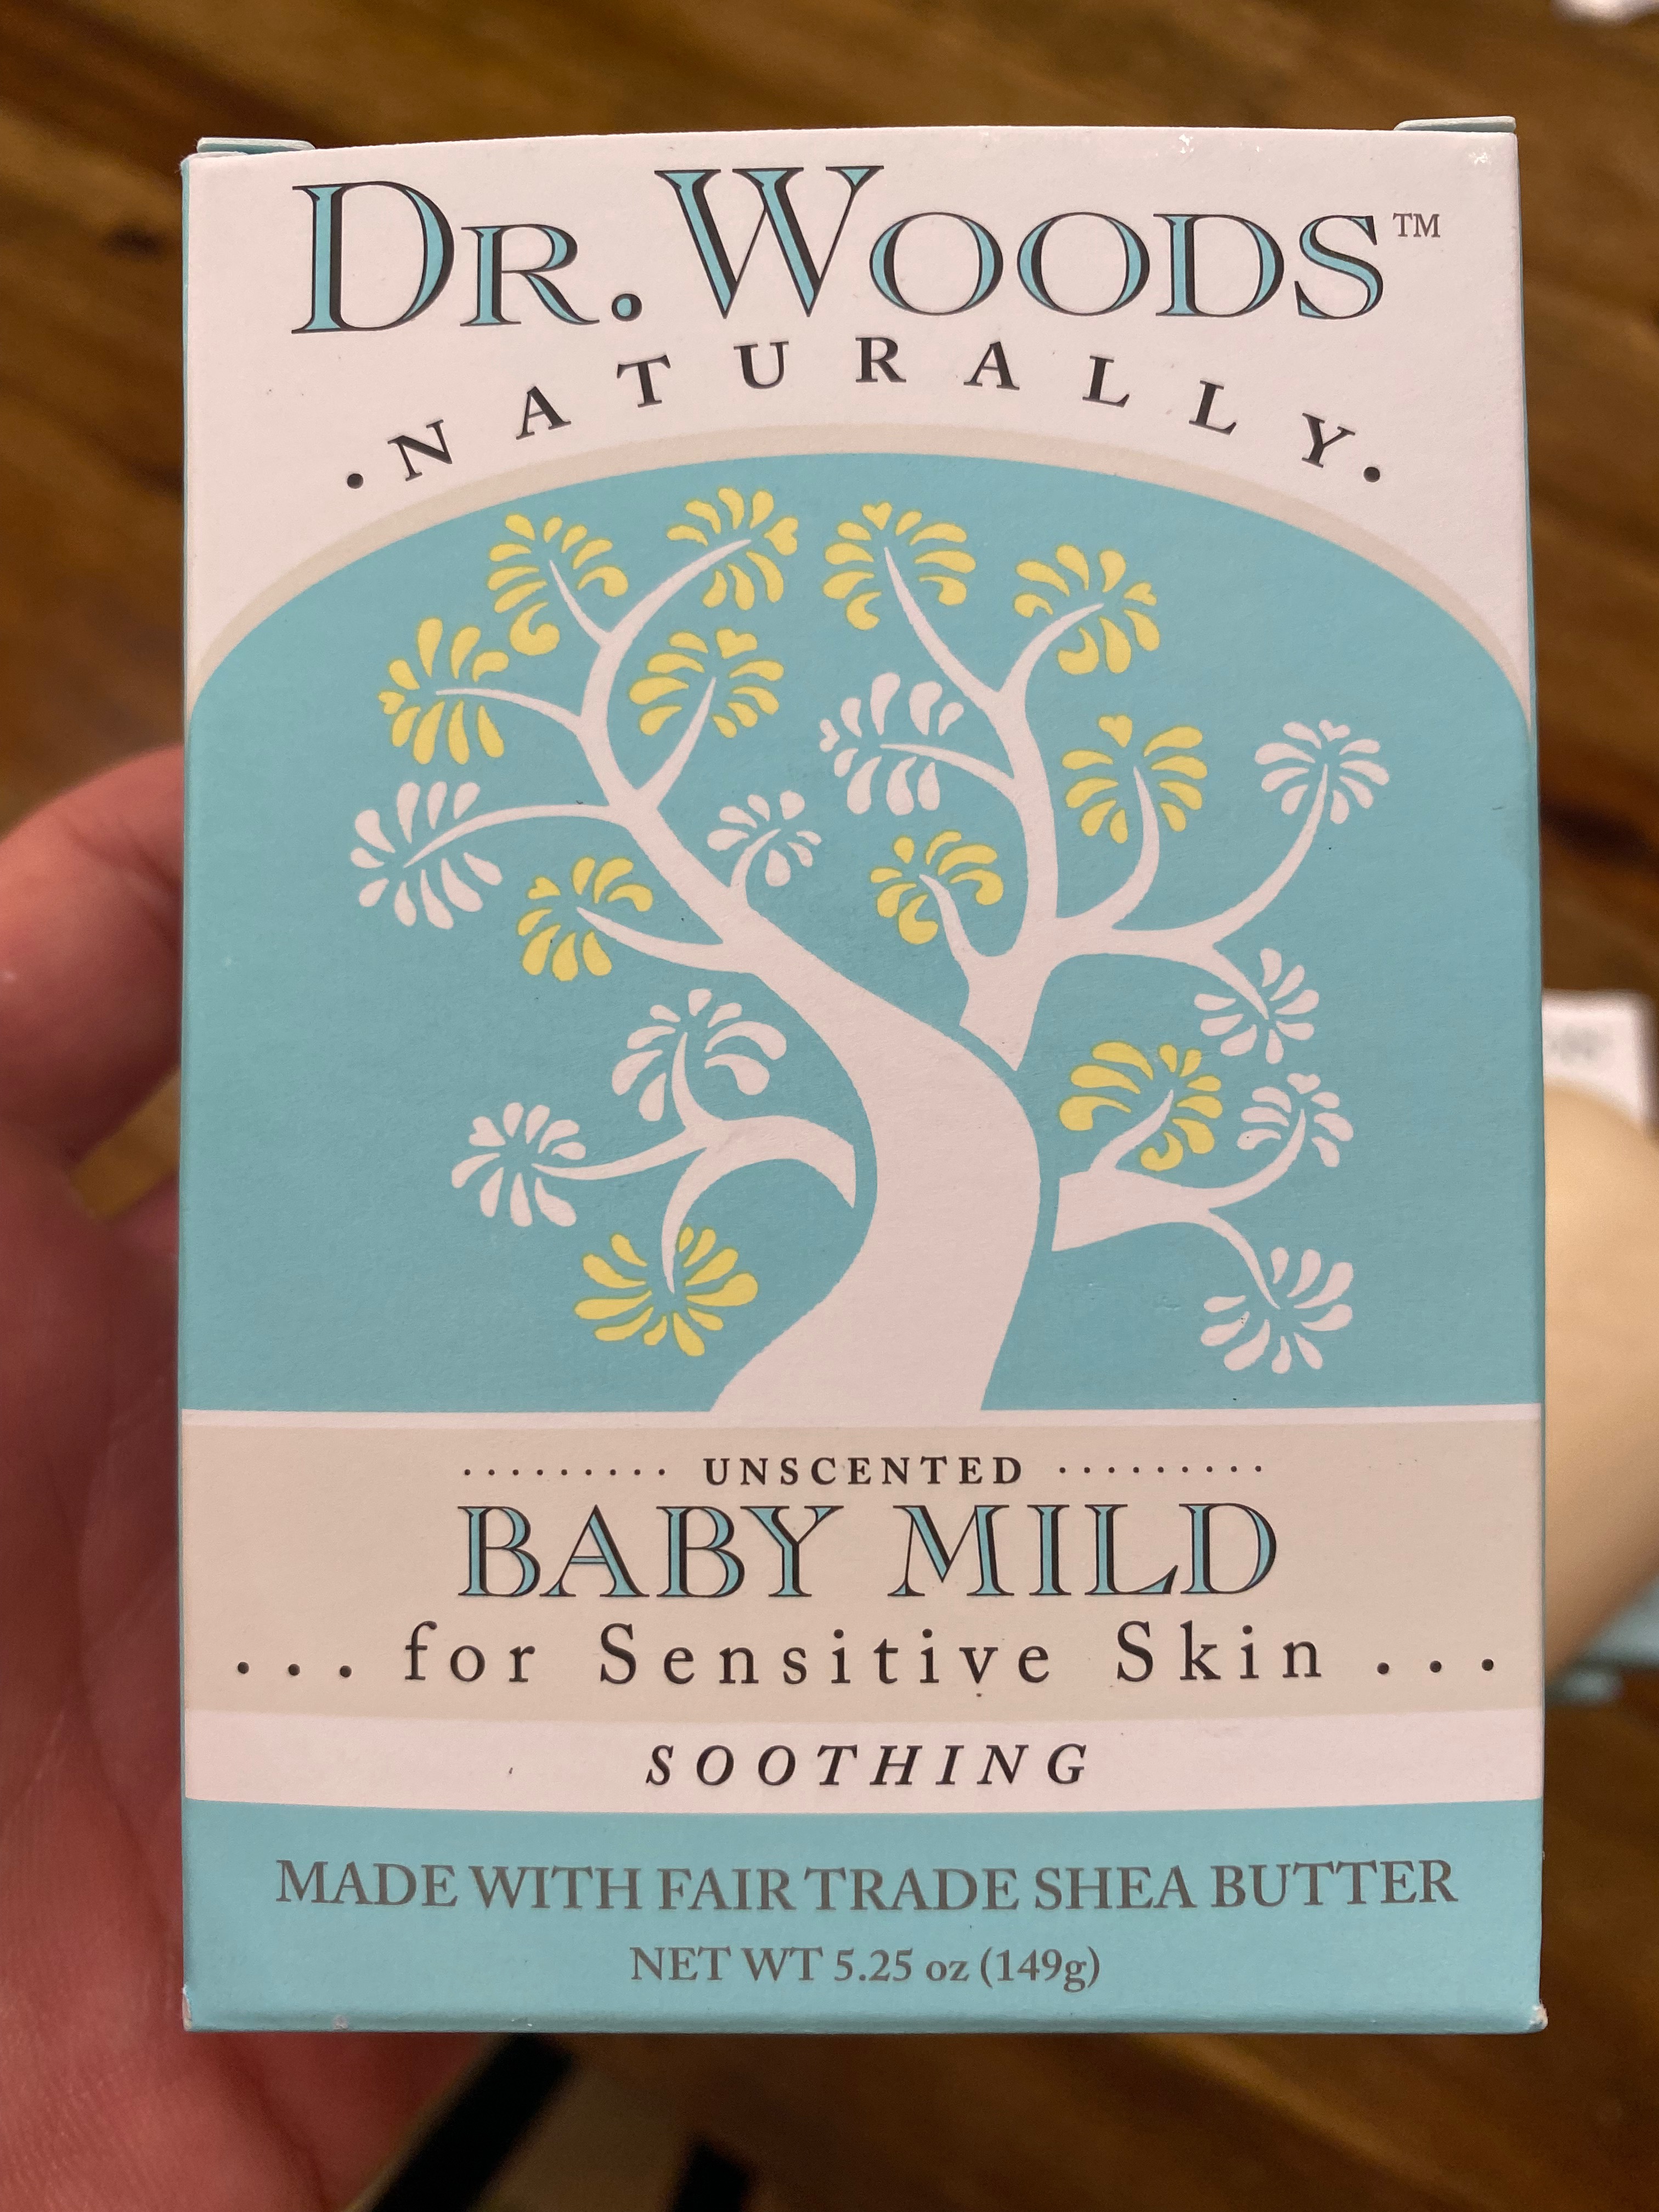 DR. WOODS™
• NATURALLY •
......... UNSCENTED .........
BABY MILD
... for Sensitive Skin ...
SOOTHING
MADE WITH FAIR TRADE SHEA BUTTER
NET WT 5.25 oz (149g)